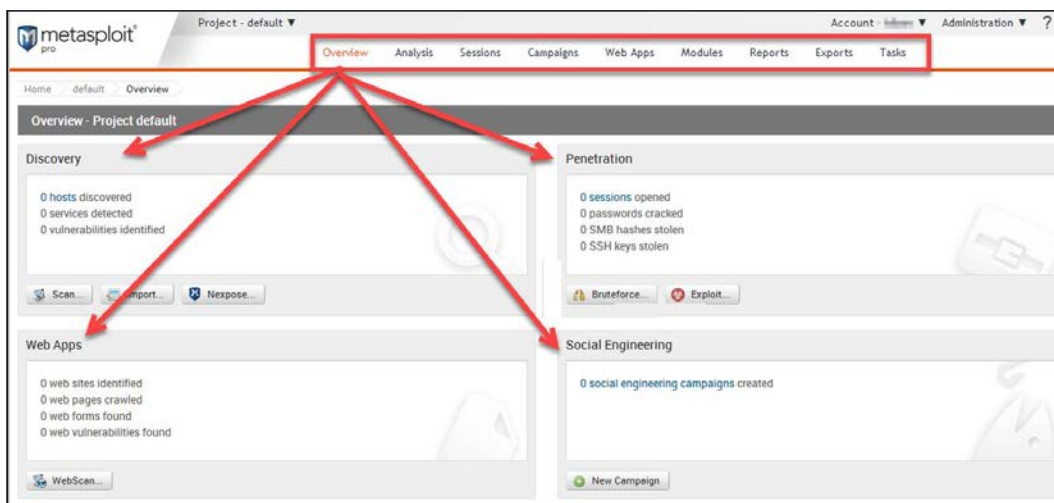 metasploit®
pro
Project - default ▼
Account - ▼ Administration ▼ ?
Overview Analysis Sessions Campaigns Web Apps Modules Reports Exports Tasks
Home default Overview
Overview - Project default
Discovery
0 hosts discovered
0 services detected
0 vulnerabilities identified
Scan... Import... Nexpose...
Penetration
0 sessions opened
0 passwords cracked
0 SMB hashes stolen
0 SSH keys stolen
Bruteforce... Exploit...
Web Apps
0 web sites identified
0 web pages crawled
0 web forms found
0 web vulnerabilities found
WebScan...
Social Engineering
0 social engineering campaigns created
New Campaign